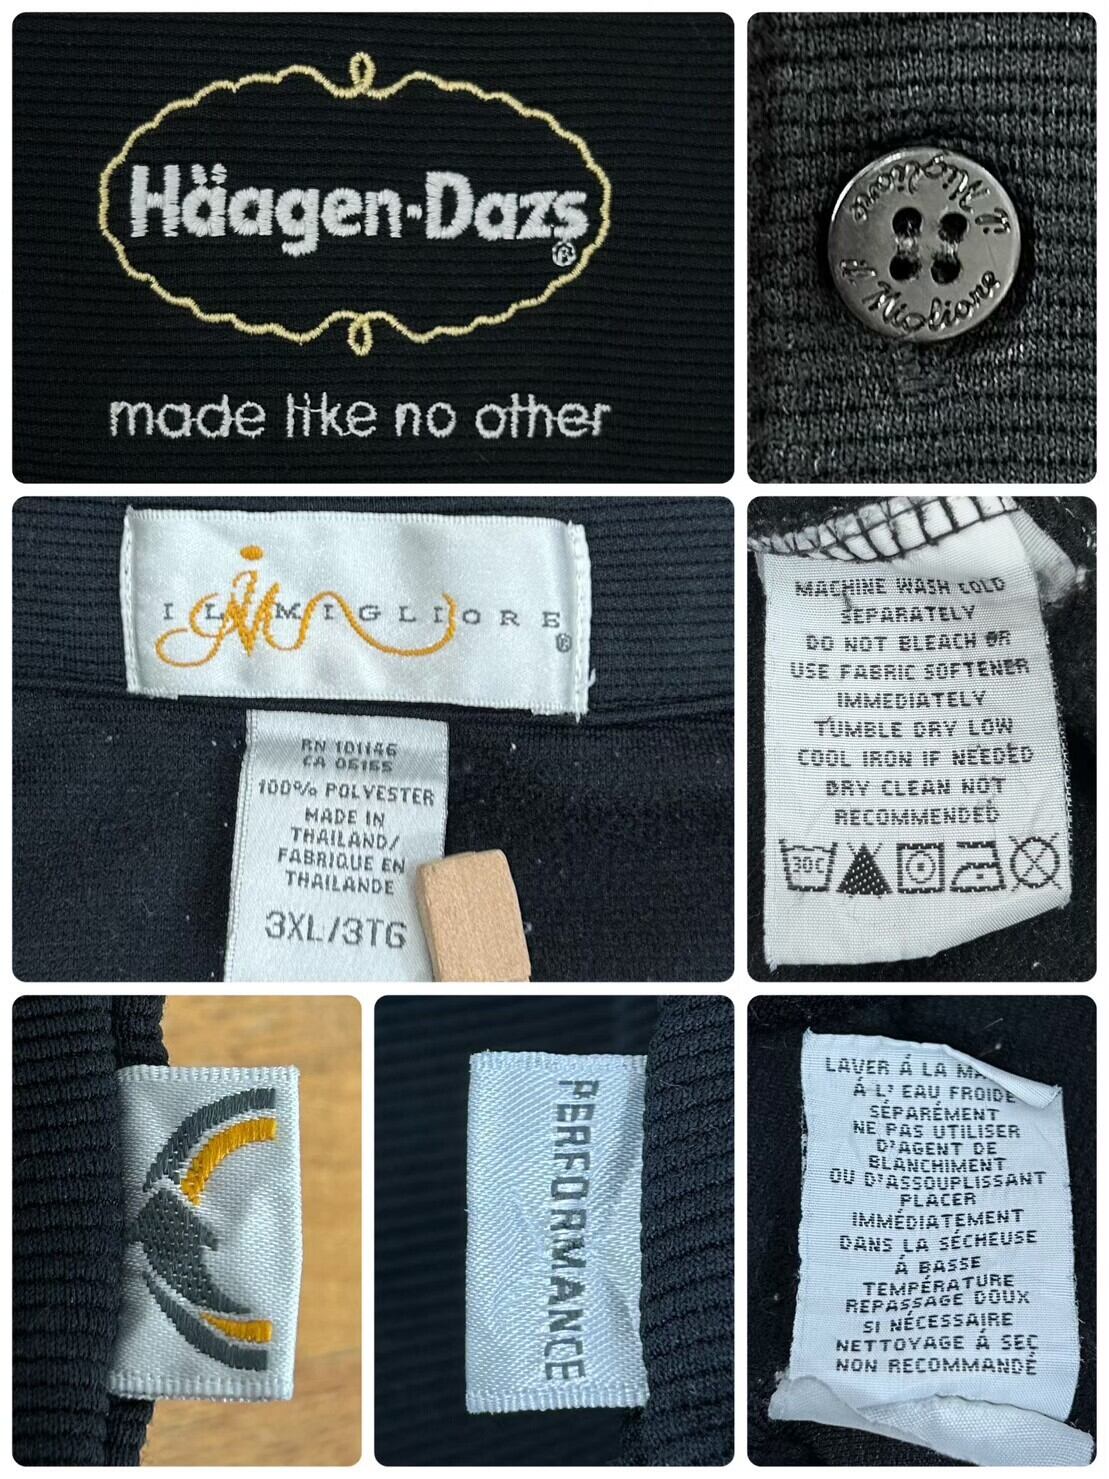 Häagen-Dazs®
made like no other
Il Migliore
Il Migliore
IL MIGLIORE®
RN 101146
CA 06165
100% POLYESTER
MADE IN
THAILAND/
FABRIQUE EN
THAILANDE
3XL/3TG
MACHINE WASH COLD
SEPARATELY
DO NOT BLEACH OR
USE FABRIC SOFTENER
IMMEDIATELY
TUMBLE DRY LOW
COOL IRON IF NEEDED
DRY CLEAN NOT
RECOMMENDED
30C
PERFORMANCE
LAVER Á LA
Á L' EAU FROIDE
SÉPARÉMENT
NE PAS UTILISER
D'AGENT DE
BLANCHIMENT
OU D'ASSOUPLISSANT
PLACER
IMMÉDIATEMENT
DANS LA SÉCHEUSE
Á BASSE
TEMPÉRATURE
REPASSAGE DOUX
SI NÉCESSAIRE
NETTOYAGE Á SEC
NON RECOMMANDÉ